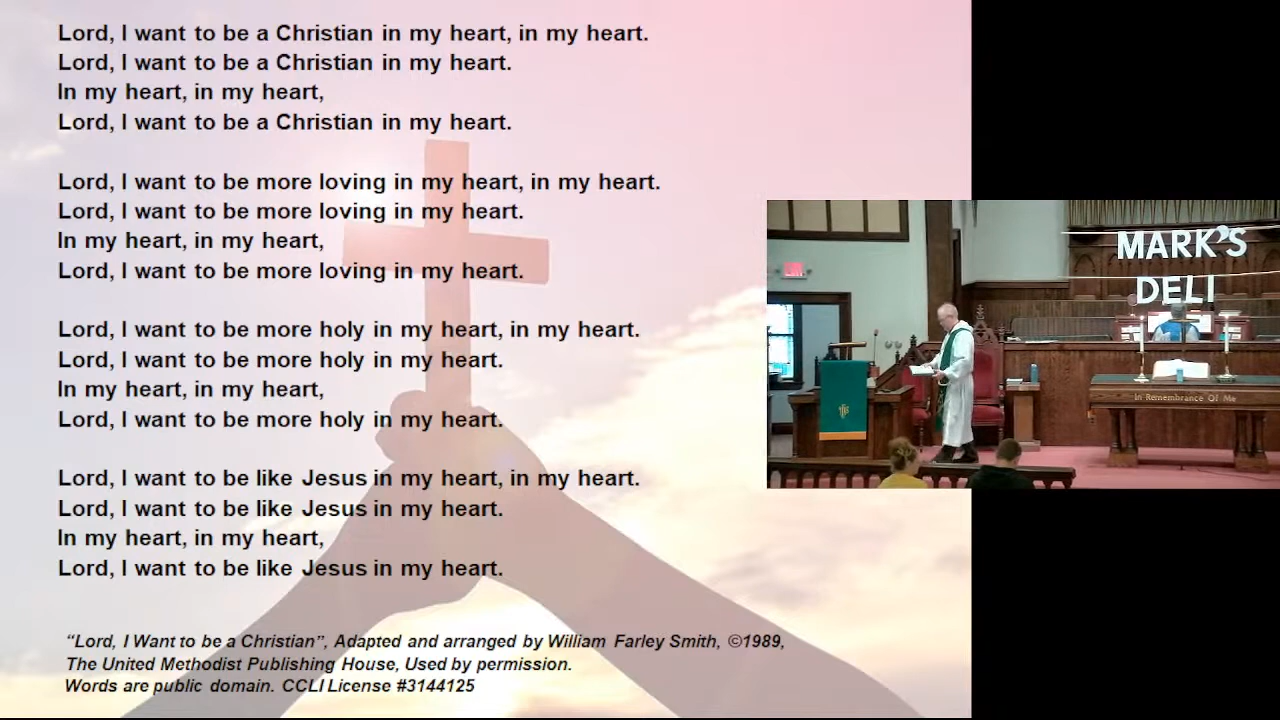 Lord, I want to be a Christian in my heart, in my heart.
Lord, I want to be a Christian in my heart.
In my heart, in my heart,
Lord, I want to be a Christian in my heart.
Lord, I want to be more loving in my heart, in my heart.
Lord, I want to be more loving in my heart.
In my heart, in my heart,
Lord, I want to be more loving in my heart.
Lord, I want to be more holy in my heart, in my heart.
Lord, I want to be more holy in my heart.
In my heart, in my heart,
Lord, I want to be more holy in my heart.
Lord, I want to be like Jesus in my heart, in my heart.
Lord, I want to be like Jesus in my heart.
In my heart, in my heart,
Lord, I want to be like Jesus in my heart.
“Lord, I Want to be a Christian”, Adapted and arranged by William Farley Smith, ©1989,
The United Methodist Publishing House, Used by permission.
Words are public domain. CCLI License #3144125
MARK'S
DELI
In Remembrance Of Me